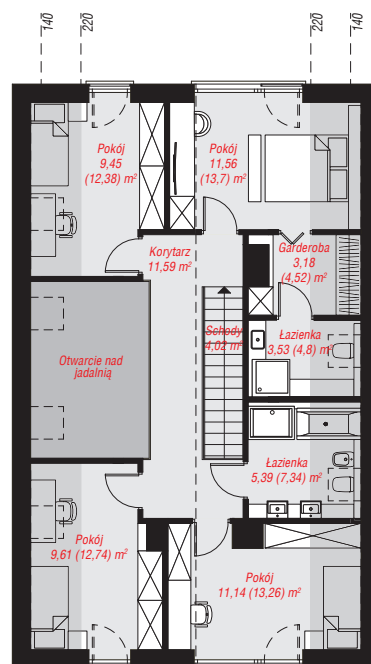 140
220
220
140
Pokój
9,45
(12,38) m²
Pokój
11,56
(13,7) m²
Korytarz
11,59 m²
Garderoba
3,18
(4,52) m²
Schody
4,02 m²
Łazienka
3,53 (4,8) m²
Otwarcie nad
jadalnią
Łazienka
5,39 (7,34) m²
Pokój
9,61 (12,74) m²
Pokój
11,14 (13,26) m²